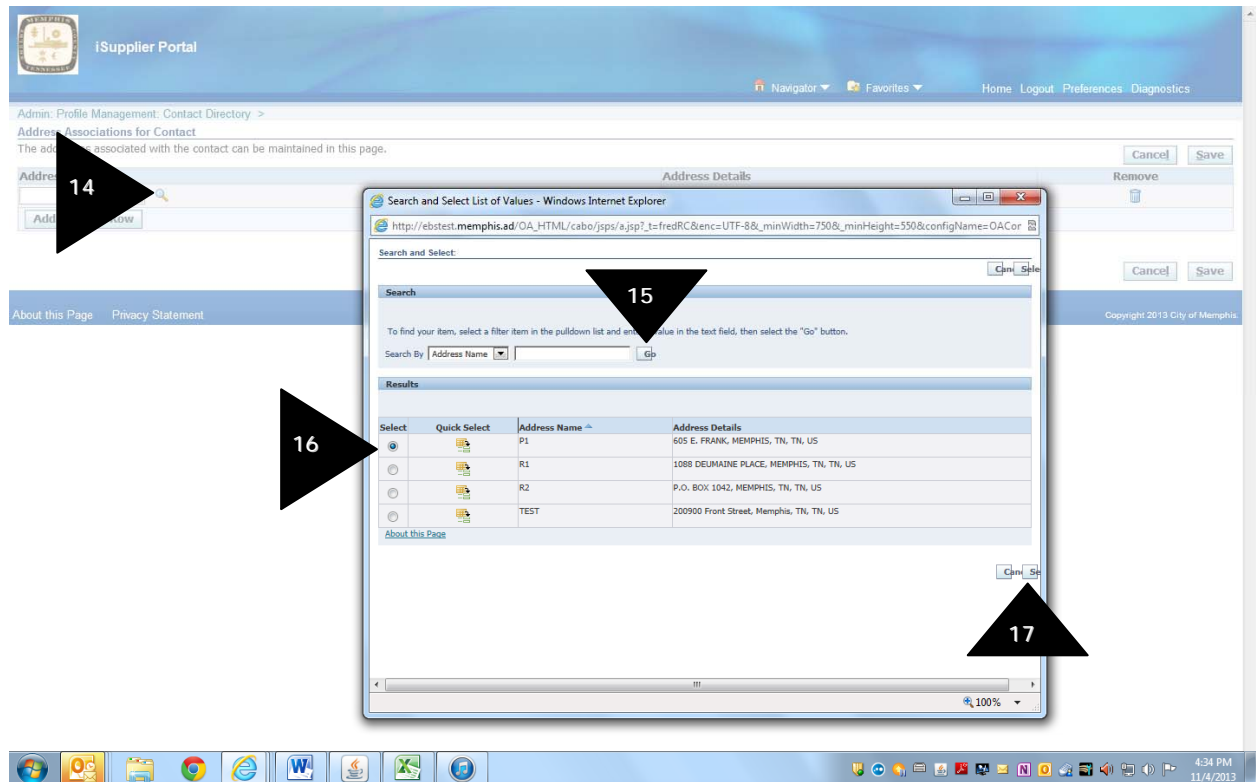 MEMPHIS
TENNESSEE
iSupplier Portal
Navigator Favorites Home Logout Preferences Diagnostics
Admin: Profile Management: Contact Directory >
Address Associations for Contact
The associated with the contact can be maintained in this page.
Cancel Save
Address Details Remove
14
Search and Select List of Values - Windows Internet Explorer
http://ebstest.memphis.ad/OA_HTML/cabo/jsps/a.jsp?_t=fredRC&enc=UTF-8&_minWidth=750&_minHeight=550&configName=OACor
Search and Select:
Can Sele
Search
15
To find your item, select a filter item in the pulldown list and ent value in the text field, then select the "Go" button.
Search By Address Name Go
Cancel Save
About this Page Privacy Statement
Copyright 2013 City of Memphis.
Results
Select Quick Select Address Name Address Details
P1 605 E. FRANK, MEMPHIS, TN, TN, US
16
R1 1088 DEUMAINE PLACE, MEMPHIS, TN, TN, US
R2 P.O. BOX 1042, MEMPHIS, TN, TN, US
TEST 200900 Front Street, Memphis, TN, TN, US
About this Page
Can Se
17
100%
4:34 PM
11/4/2013